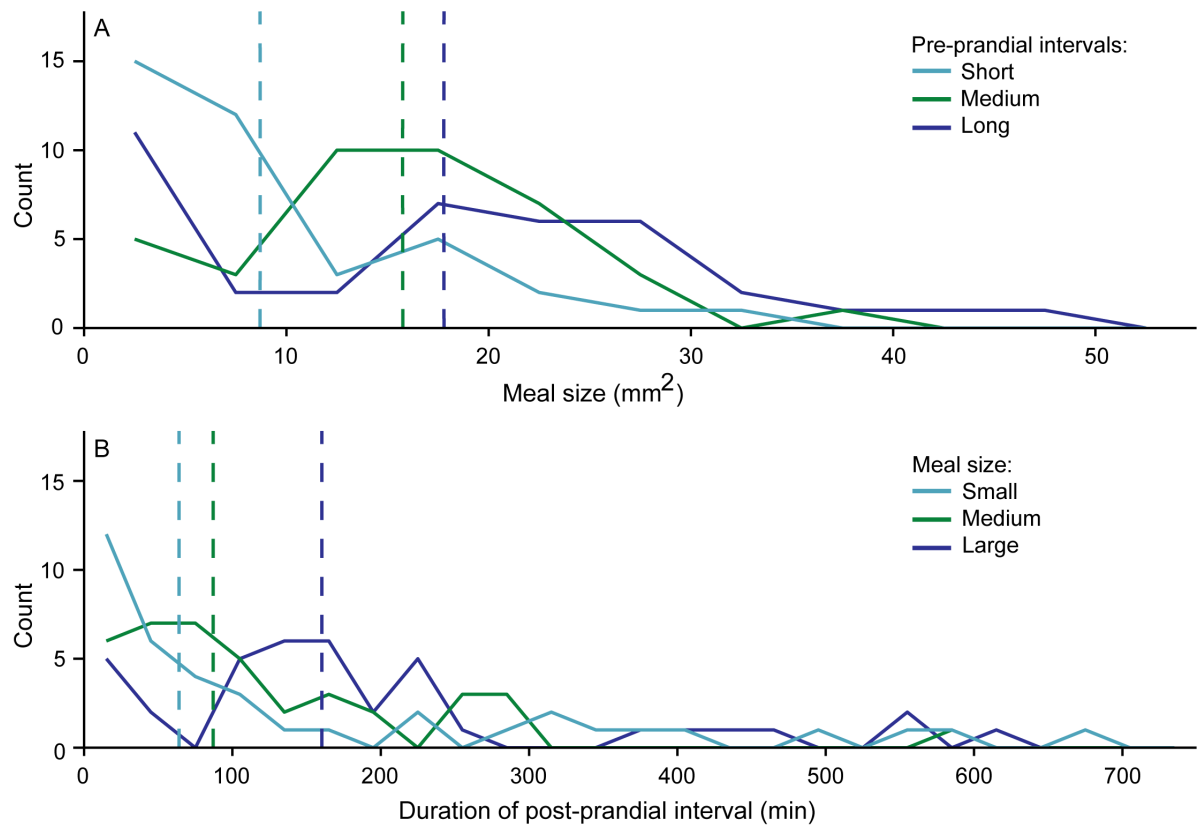 A
Pre-prandial intervals:
Short
Medium
Long
Count
15
10
5
0
0 10 20 30 40 50
Meal size (mm2)
B
Meal size:
Small
Medium
Large
Count
15
10
5
0
0 100 200 300 400 500 600 700
Duration of post-prandial interval (min)